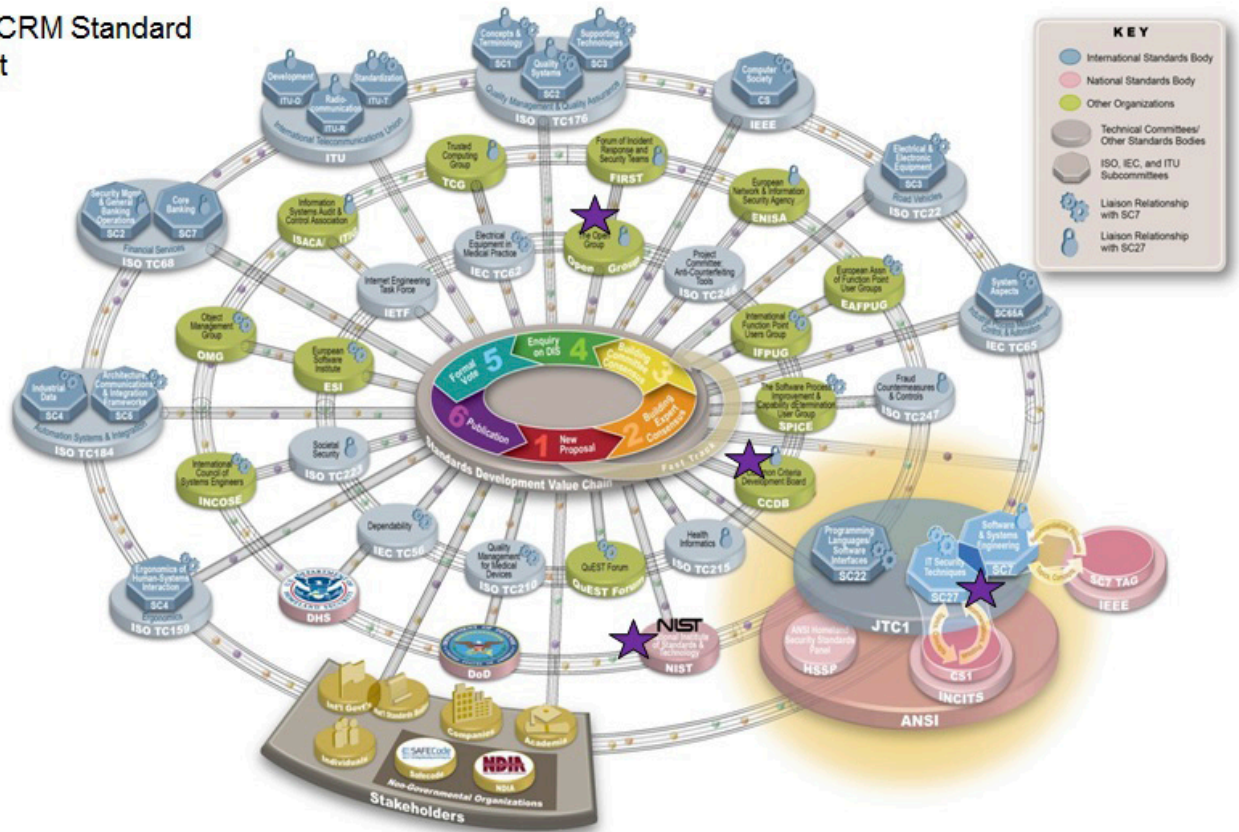 CRM Standard
t
KEY
International Standards Body
National Standards Body
Other Organizations
Technical Committees/
Other Standards Bodies
ISO, IEC, and ITU
Subcommittees
Liaison Relationship
with SC7
Liaison Relationship
with SC27
Concepts &
Terminology
SC1
Quality
Systems
SC2
Supporting
Technologies
SC3
Quality Management & Quality Assurance
ISO TC176
Development
ITU-D
Radio-
communication
ITU-R
Standardization
ITU-T
International Telecommunications Union
ITU
Computer
Society
CS
IEEE
Electrical &
Electronic
Equipment
SC3
Road Vehicles
ISO TC22
Security Mgmt
& General
Banking
Operations
SC2
Core
Banking
SC7
Financial Services
ISO TC68
Trusted
Computing
Group
TCG
Forum of Incident
Response and
Security Teams
FIRST
European
Network & Information
Security Agency
ENISA
Information
Systems Audit &
Control Association
ISACA/
Electrical
Equipment in
Medical Practice
IEC TC62
The Open
Group
Open Group
Project
Committee:
Anti-Counterfeiting
Tools
ISO TC246
European Assn
of Function Point
User Groups
EAFPUG
System
Aspects
SC65A
IEC TC65
Internet Engineering
Task Force
IETF
Object
Management
Group
OMG
European
Software
Institute
ESI
International
Function Point
Users Group
IFPUG
Formal
Vote 5
Enquiry
on DIS 4
Building
Committee
Consensus 3
6 Publication
1 New
Proposal
2 Building
Expert
Consensus
Fast Track
Standards Development Value Chain
The Software Process
Improvement &
Capability dEtermination
User Group
SPICE
Fraud
Countermeasures
& Controls
ISO TC247
Industrial
Data
SC4
Architecture,
Communications
& Integration
Frameworks
SC5
Automation Systems & Integration
ISO TC184
International
Council of
Systems Engineers
INCOSE
Societal
Security
ISO TC223
Common Criteria
Development Board
CCDB
Dependability
IEC TC56
Quality
Management
for Medical
Devices
ISO TC210
QuEST Forum
QuEST Forum
Health
Informatics
ISO TC215
Programming
Languages
Software
Interfaces
SC22
IT Security
Techniques
SC27
Software
& Systems
Engineering
SC7
SC7 TAG
IEEE
JTC1
Ergonomics of
Human-Systems
Interaction
SC4
Ergonomics
ISO TC159
DHS
DoD
NIST
Institute
of Standards &
Technology
NIST
ANSI Homeland
Security Standards
Panel
HSSP
CS1
INCITS
ANSI
Int'l Gov't's
Companies
Academia
Individuals
SAFECode
Safecode
NDIA
NDIA
Non-Governmental Organizations
Stakeholders